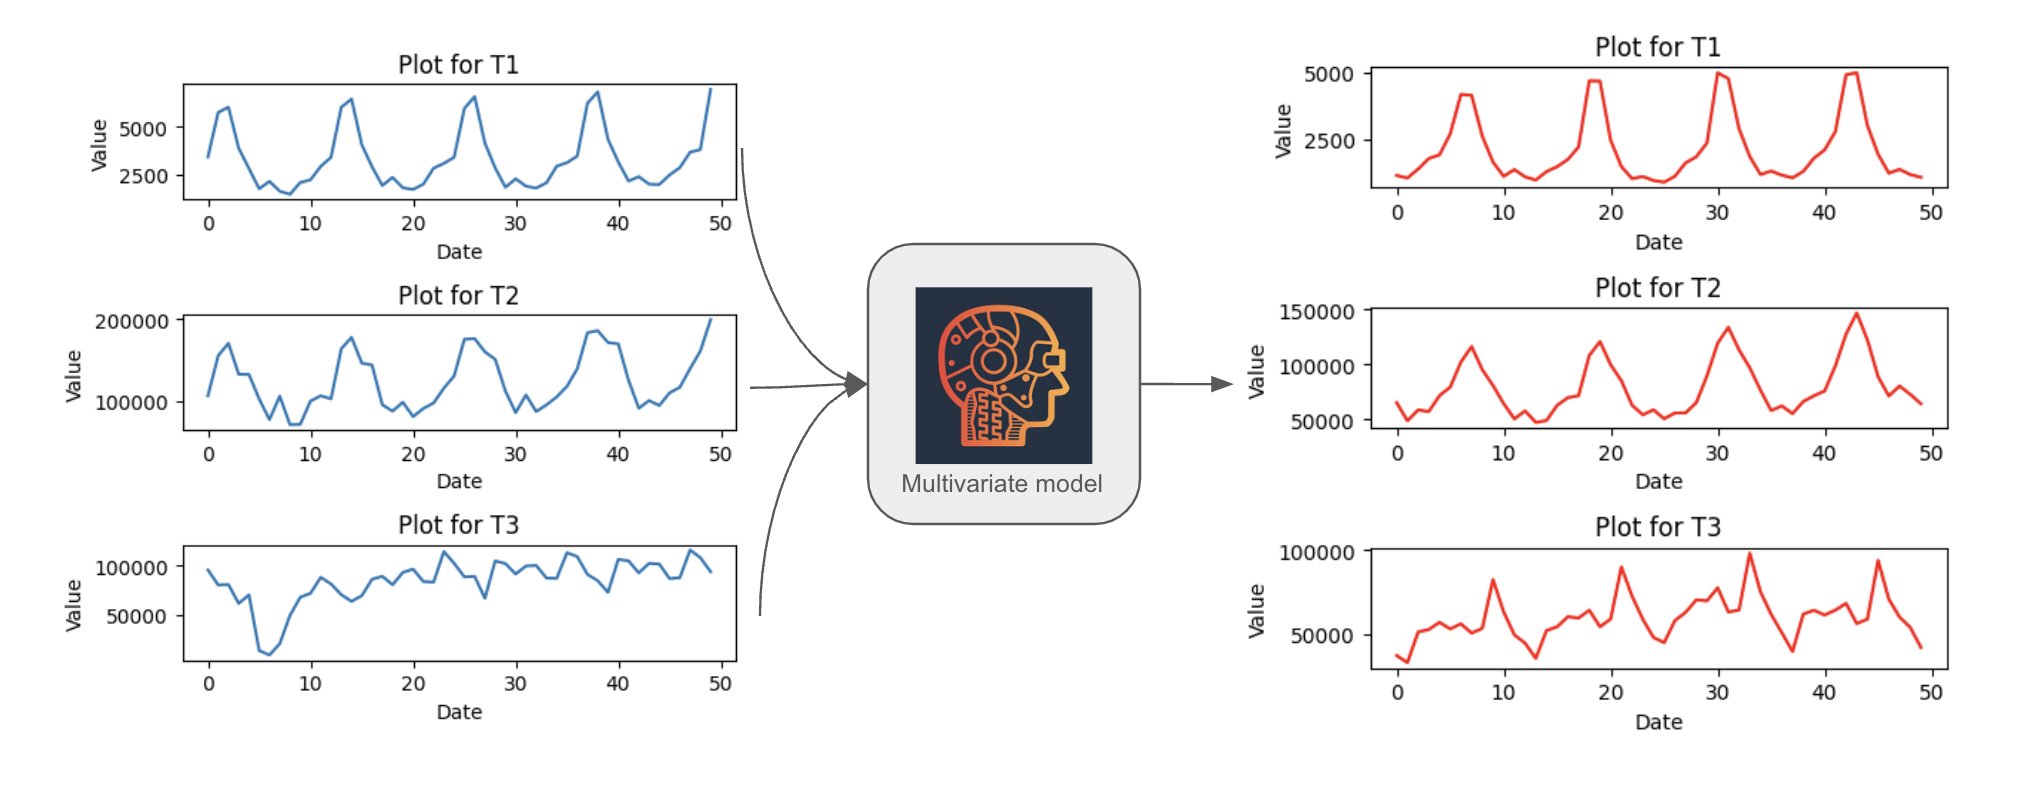 Plot for T1
Value
5000
2500
0 10 20 30 40 50
Date
Plot for T2
Value
200000
100000
0 10 20 30 40 50
Date
Plot for T3
Value
100000
50000
0 10 20 30 40 50
Date
Multivariate model
Plot for T1
Value
5000
2500
0 10 20 30 40 50
Date
Plot for T2
Value
150000
100000
50000
0 10 20 30 40 50
Date
Plot for T3
Value
100000
50000
0 10 20 30 40 50
Date